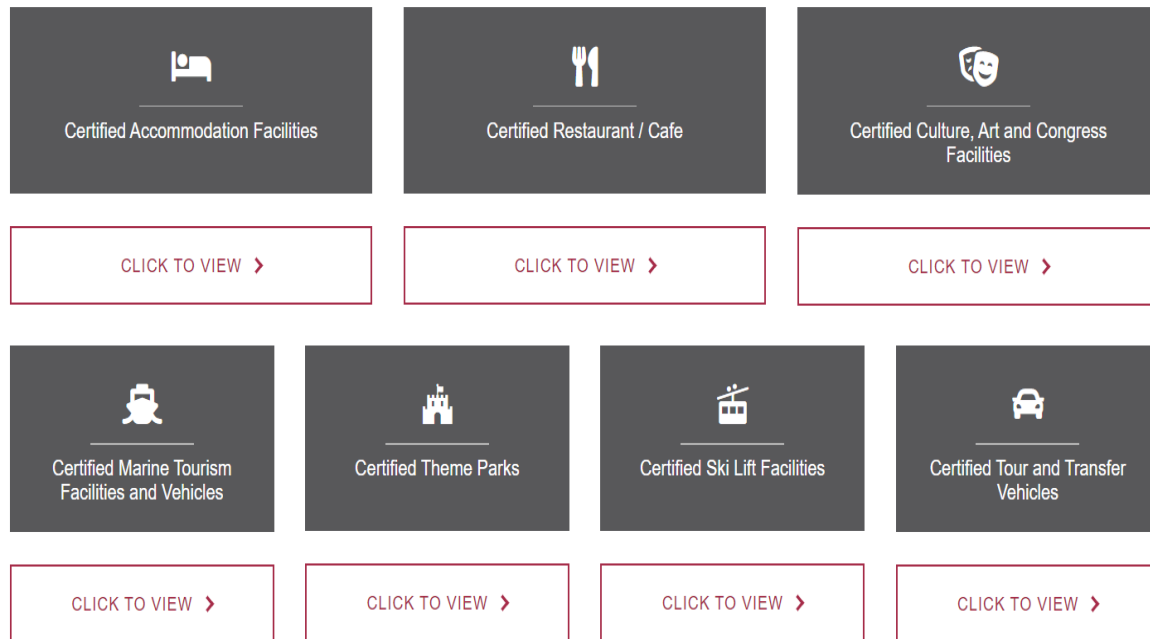 Certified Accommodation Facilities
Certified Restaurant / Cafe
Certified Culture, Art and Congress
Facilities
CLICK TO VIEW
CLICK TO VIEW
CLICK TO VIEW
Certified Marine Tourism
Facilities and Vehicles
Certified Theme Parks
Certified Ski Lift Facilities
Certified Tour and Transfer
Vehicles
CLICK TO VIEW
CLICK TO VIEW
CLICK TO VIEW
CLICK TO VIEW